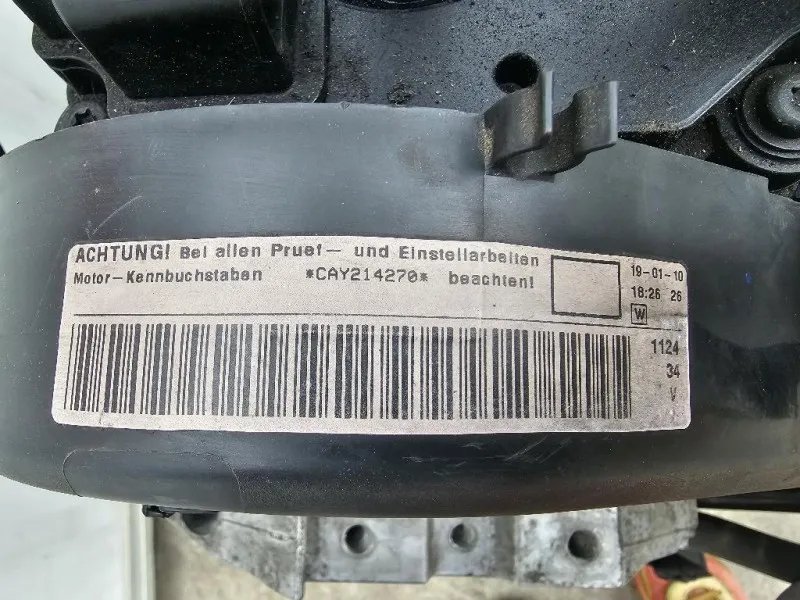 ACHTUNG! Bei allen Pruef- und Einstellarbeiten
Motor-Kennbuchstaben *CAY214270* beachten!
19-01-10
18:26 26
W
1124
34
V